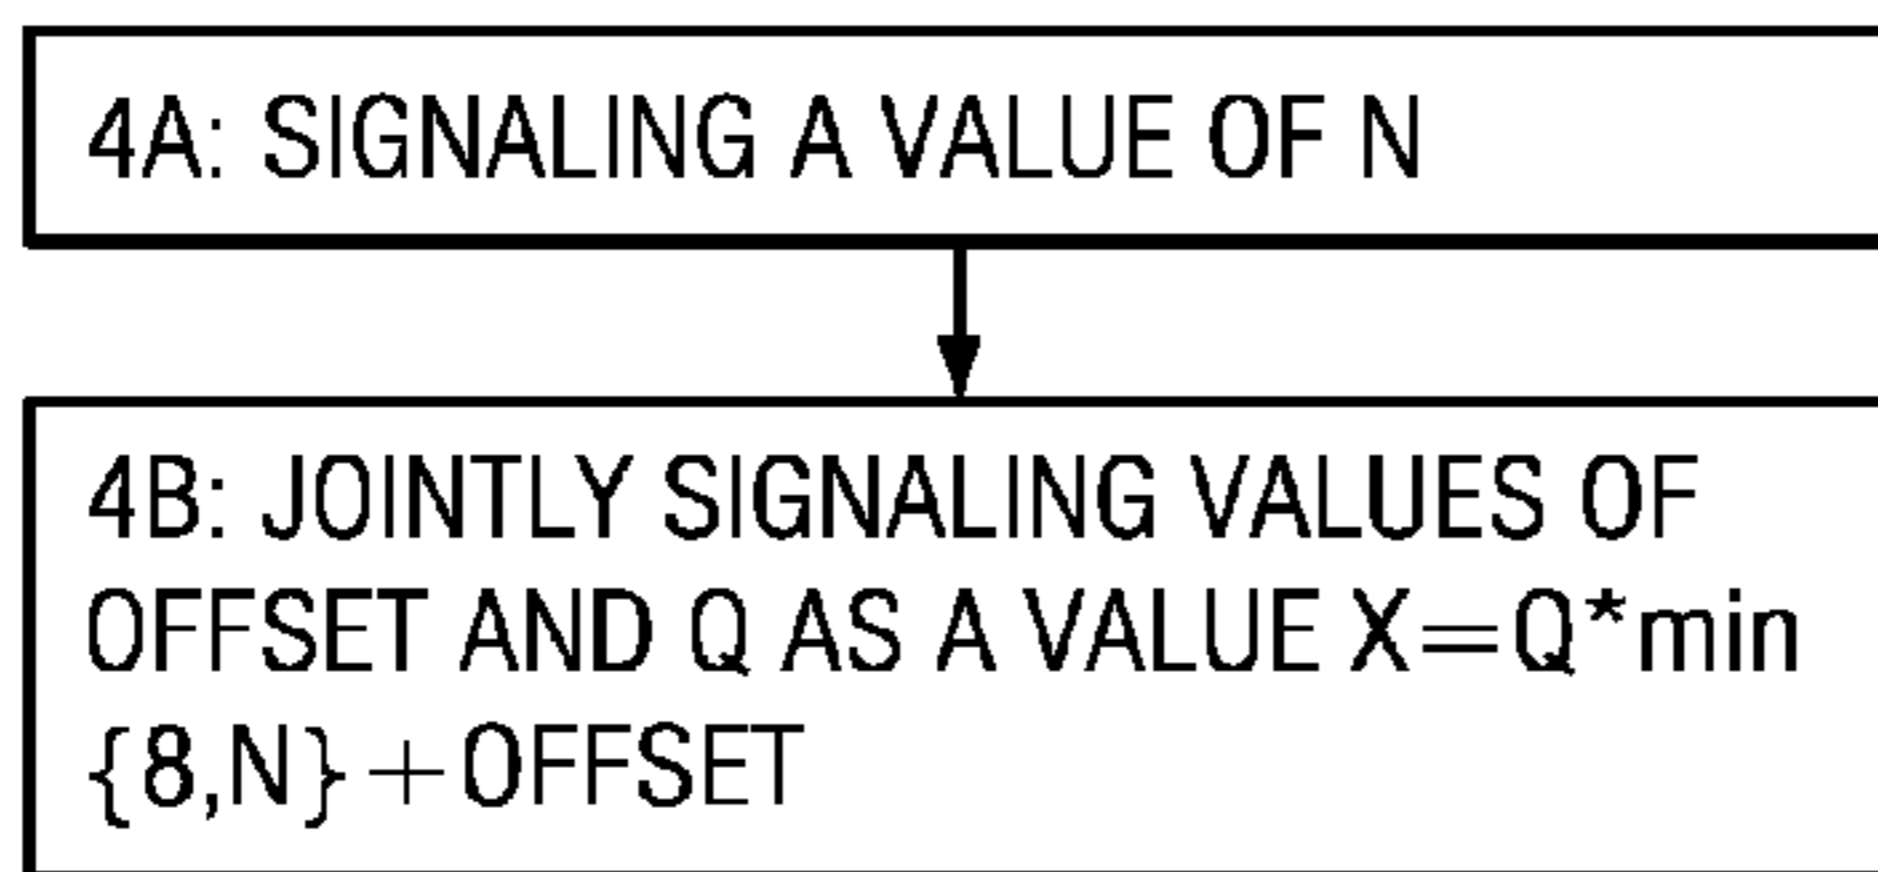 4A: SIGNALING A VALUE OF N
4B: JOINTLY SIGNALING VALUES OF
OFFSET AND Q AS A VALUE X=Q*min
{8,N}+OFFSET